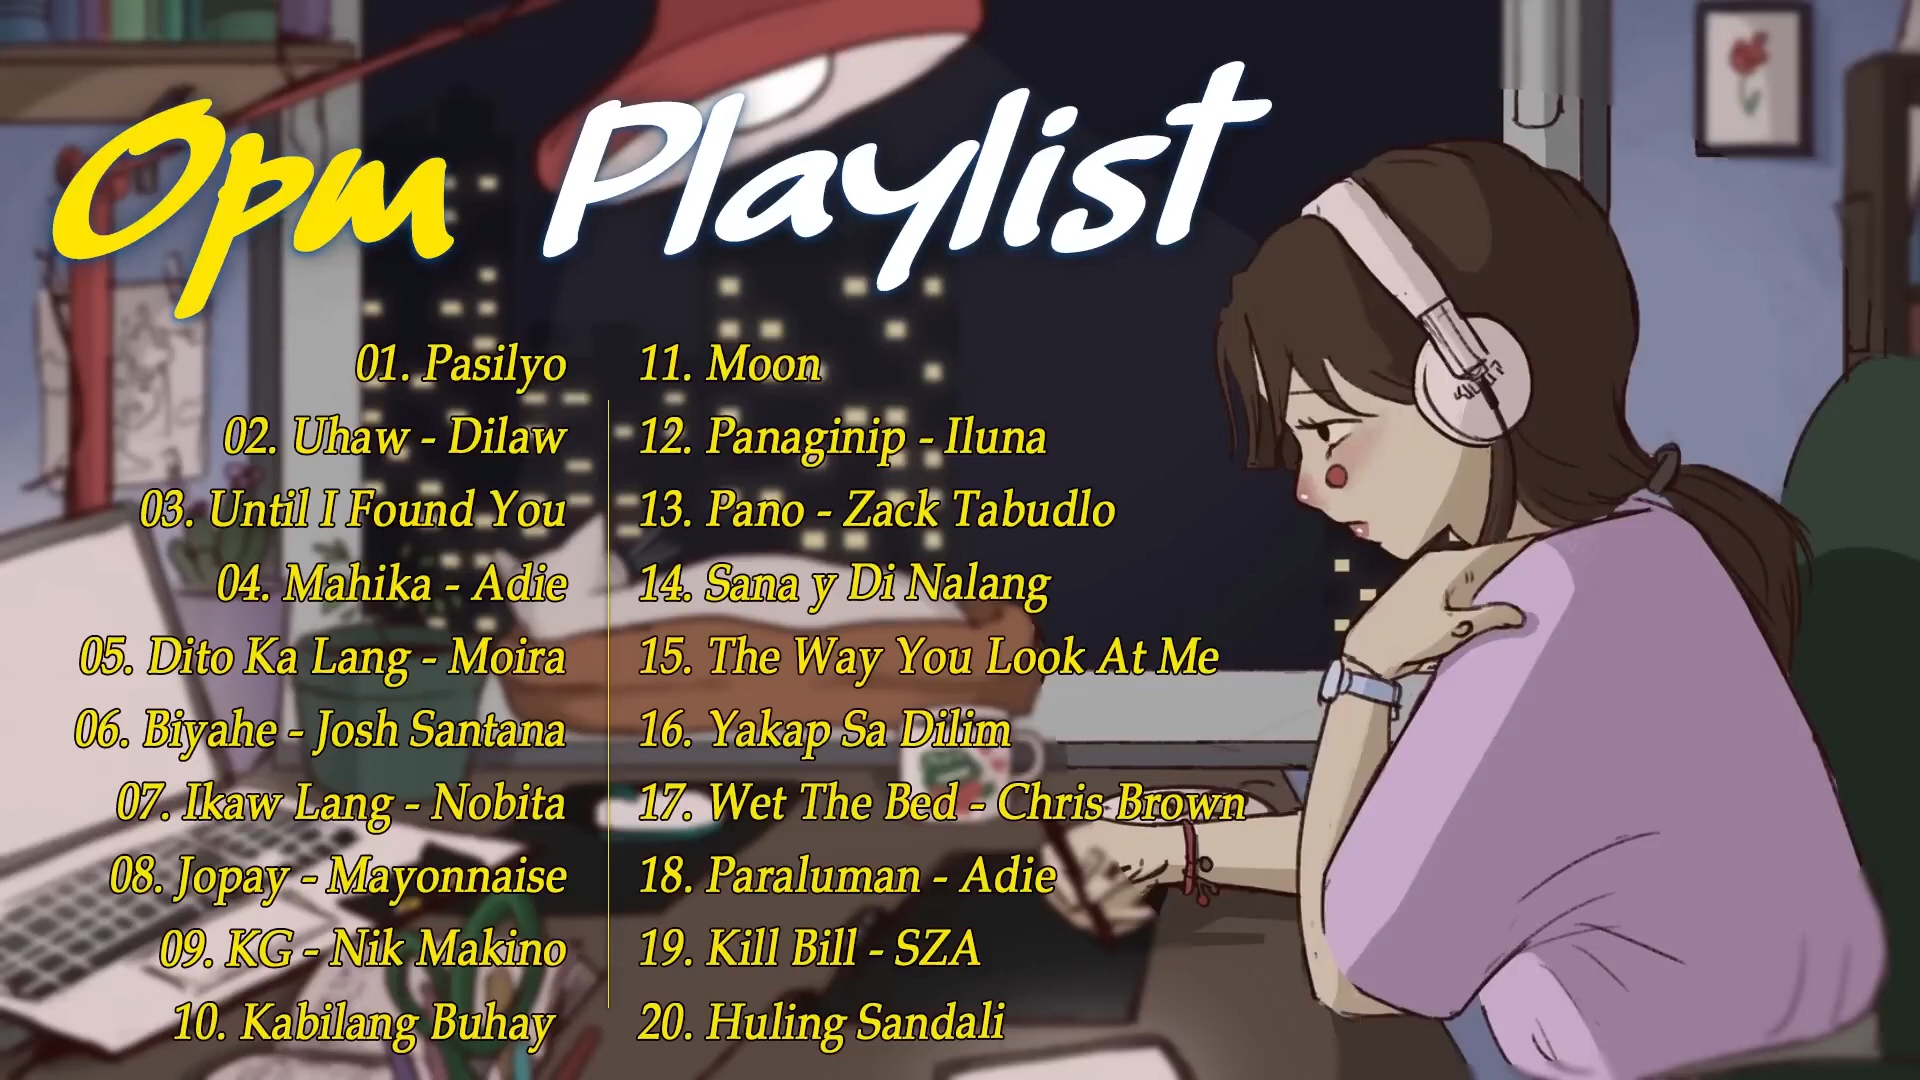 Opm Playlist
01. Pasilyo
02. Uhaw - Dilaw
03. Until I Found You
04. Mahika - Adie
05. Dito Ka Lang - Moira
06. Biyahe - Josh Santana
07. Ikaw Lang - Nobita
08. Jopay - Mayonnaise
09. KG - Nik Makino
10. Kabilang Buhay
11. Moon
12. Panaginip - Iluna
13. Pano - Zack Tabudlo
14. Sana y Di Nalang
15. The Way You Look At Me
16. Yakap Sa Dilim
17. Wet The Bed - Chris Brown
18. Paraluman - Adie
19. Kill Bill - SZA
20. Huling Sandali